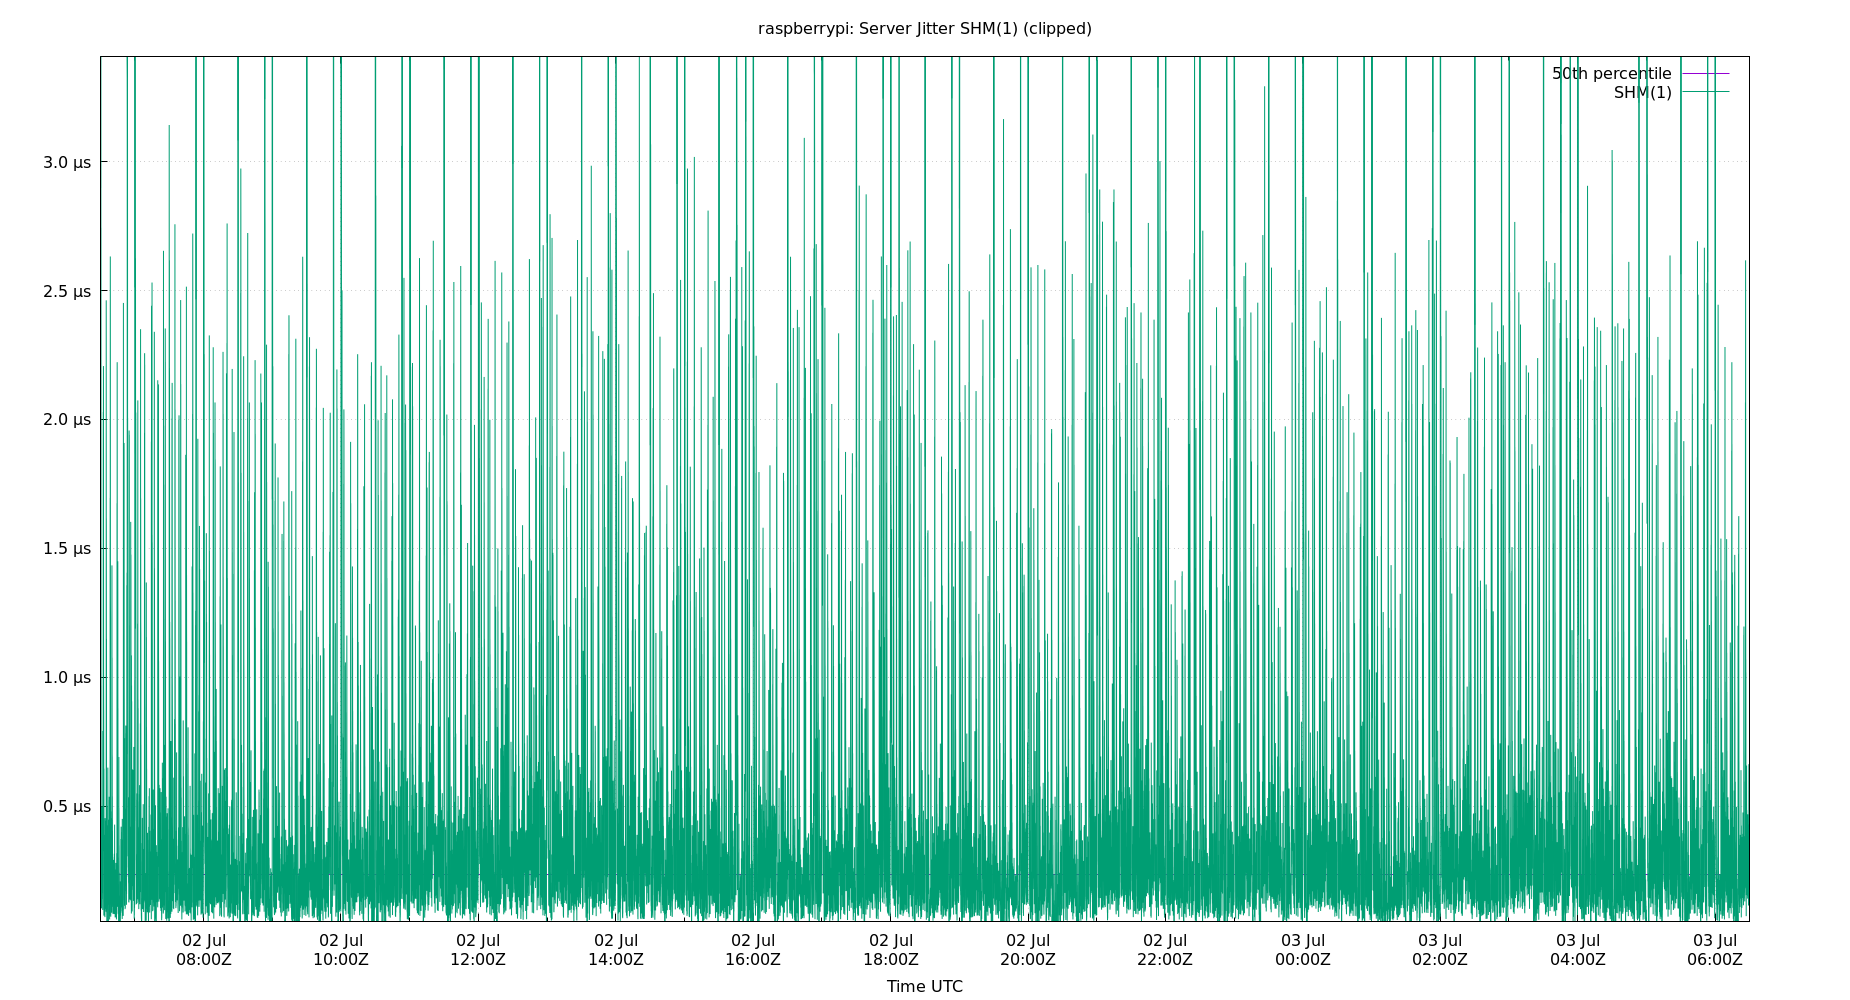 raspberrypi: Server Jitter SHM(1) (clipped)
50th percentile
SHM(1)
3.0 µs
2.5 µs
2.0 µs
1.5 µs
1.0 µs
0.5 µs
02 Jul 02 Jul 02 Jul 02 Jul 02 Jul 02 Jul 02 Jul 02 Jul 03 Jul 03 Jul 03 Jul 03 Jul
08:00Z 10:00Z 12:00Z 14:00Z 16:00Z 18:00Z 20:00Z 22:00Z 00:00Z 02:00Z 04:00Z 06:00Z
Time UTC